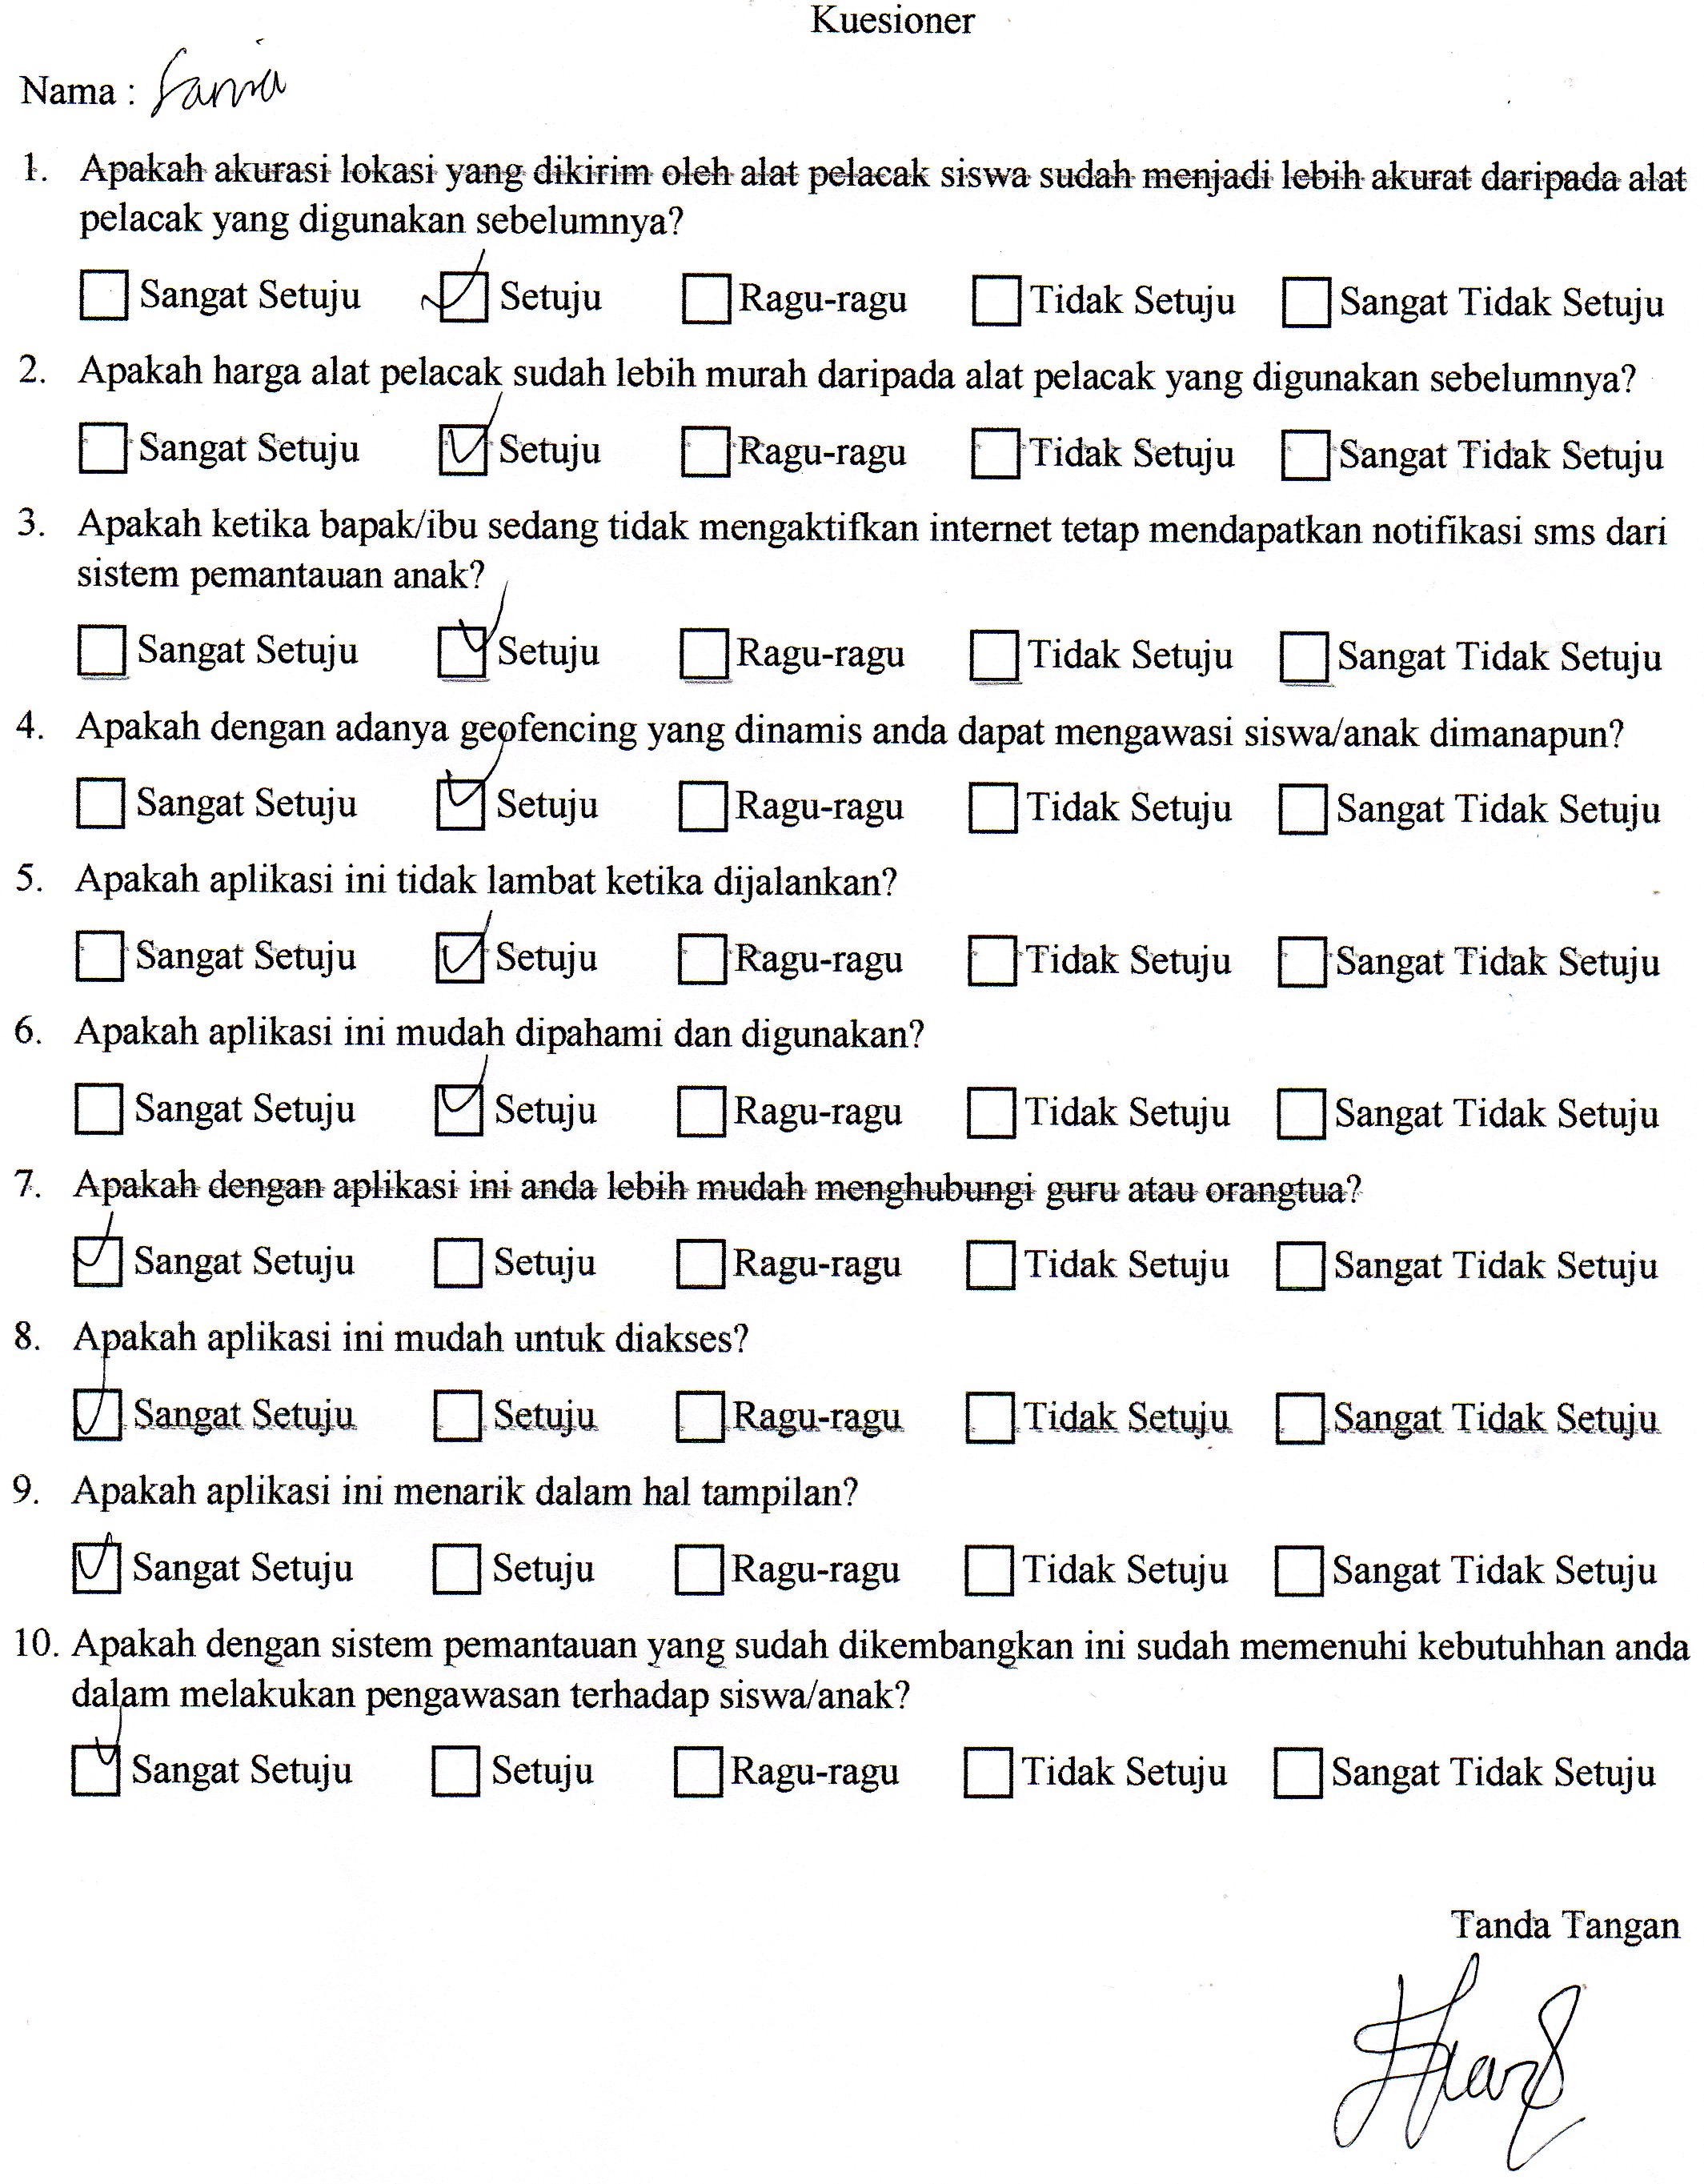 Kuesioner
Nama : Sania
1. Apakah akurasi lokasi yang dikirim oleh alat pelacak siswa sudah menjadi lebih akurat daripada alat
pelacak yang digunakan sebelumnya?
☐ Sangat Setuju ☑ Setuju ☐ Ragu-ragu ☐ Tidak Setuju ☐ Sangat Tidak Setuju
2. Apakah harga alat pelacak sudah lebih murah daripada alat pelacak yang digunakan sebelumnya?
☐ Sangat Setuju ☑ Setuju ☐ Ragu-ragu ☐ Tidak Setuju ☐ Sangat Tidak Setuju
3. Apakah ketika bapak/ibu sedang tidak mengaktifkan internet tetap mendapatkan notifikasi sms dari
sistem pemantauan anak?
☐ Sangat Setuju ☑ Setuju ☐ Ragu-ragu ☐ Tidak Setuju ☐ Sangat Tidak Setuju
4. Apakah dengan adanya geofencing yang dinamis anda dapat mengawasi siswa/anak dimanapun?
☐ Sangat Setuju ☑ Setuju ☐ Ragu-ragu ☐ Tidak Setuju ☐ Sangat Tidak Setuju
5. Apakah aplikasi ini tidak lambat ketika dijalankan?
☐ Sangat Setuju ☑ Setuju ☐ Ragu-ragu ☐ Tidak Setuju ☐ Sangat Tidak Setuju
6. Apakah aplikasi ini mudah dipahami dan digunakan?
☐ Sangat Setuju ☑ Setuju ☐ Ragu-ragu ☐ Tidak Setuju ☐ Sangat Tidak Setuju
7. Apakah dengan aplikasi ini anda lebih mudah menghubungi guru atau orangtua?
☑ Sangat Setuju ☐ Setuju ☐ Ragu-ragu ☐ Tidak Setuju ☐ Sangat Tidak Setuju
8. Apakah aplikasi ini mudah untuk diakses?
☑ Sangat Setuju ☐ Setuju ☐ Ragu-ragu ☐ Tidak Setuju ☐ Sangat Tidak Setuju
9. Apakah aplikasi ini menarik dalam hal tampilan?
☑ Sangat Setuju ☐ Setuju ☐ Ragu-ragu ☐ Tidak Setuju ☐ Sangat Tidak Setuju
10. Apakah dengan sistem pemantauan yang sudah dikembangkan ini sudah memenuhi kebutuhhan anda
dalam melakukan pengawasan terhadap siswa/anak?
☑ Sangat Setuju ☐ Setuju ☐ Ragu-ragu ☐ Tidak Setuju ☐ Sangat Tidak Setuju
Tanda Tangan